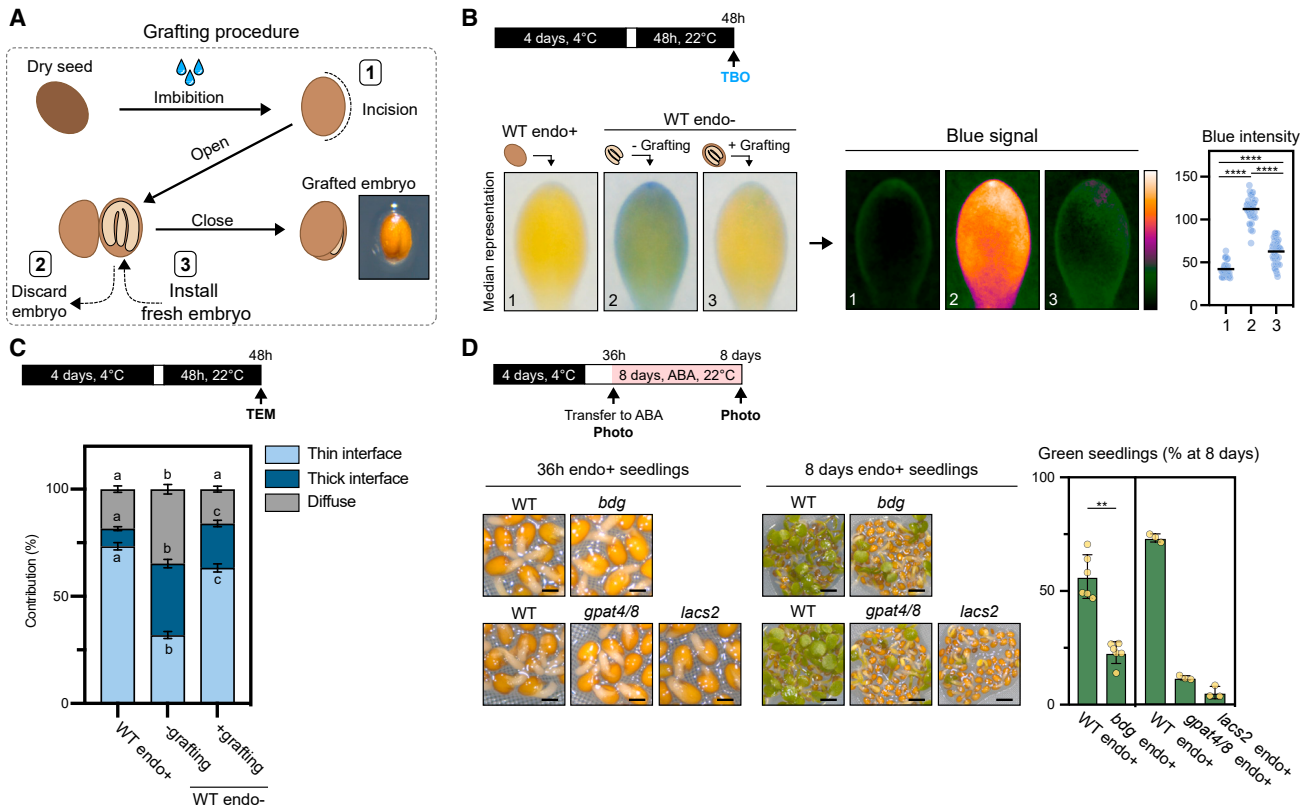 A
Grafting procedure
Dry seed
Imbibition
1
Incision
Open
Grafted embryo
Close
2
Discard
embryo
3
Install
fresh embryo
B
48h
4 days, 4°C
48h, 22°C
TBO
WT endo+
WT endo-
- Grafting
+ Grafting
Median representation
1
2
3
Blue signal
1
2
3
Blue intensity
****
****
****
150
100
50
0
1 2 3
C
48h
4 days, 4°C
48h, 22°C
TEM
Thin interface
Thick interface
Diffuse
Contribution (%)
100
50
0
a b a
a b c
a b c
WT endo+
-grafting
+grafting
WT endo-
D
36h
8 days
4 days, 4°C
8 days, ABA, 22°C
Transfer to ABA
Photo
Photo
36h endo+ seedlings
WT
bdg
WT
gpat4/8
lacs2
8 days endo+ seedlings
WT
bdg
WT
gpat4/8
lacs2
Green seedlings (% at 8 days)
100
50
0
**
WT endo+
bdg endo+
WT endo+
gpat4/8 endo+
lacs2 endo+